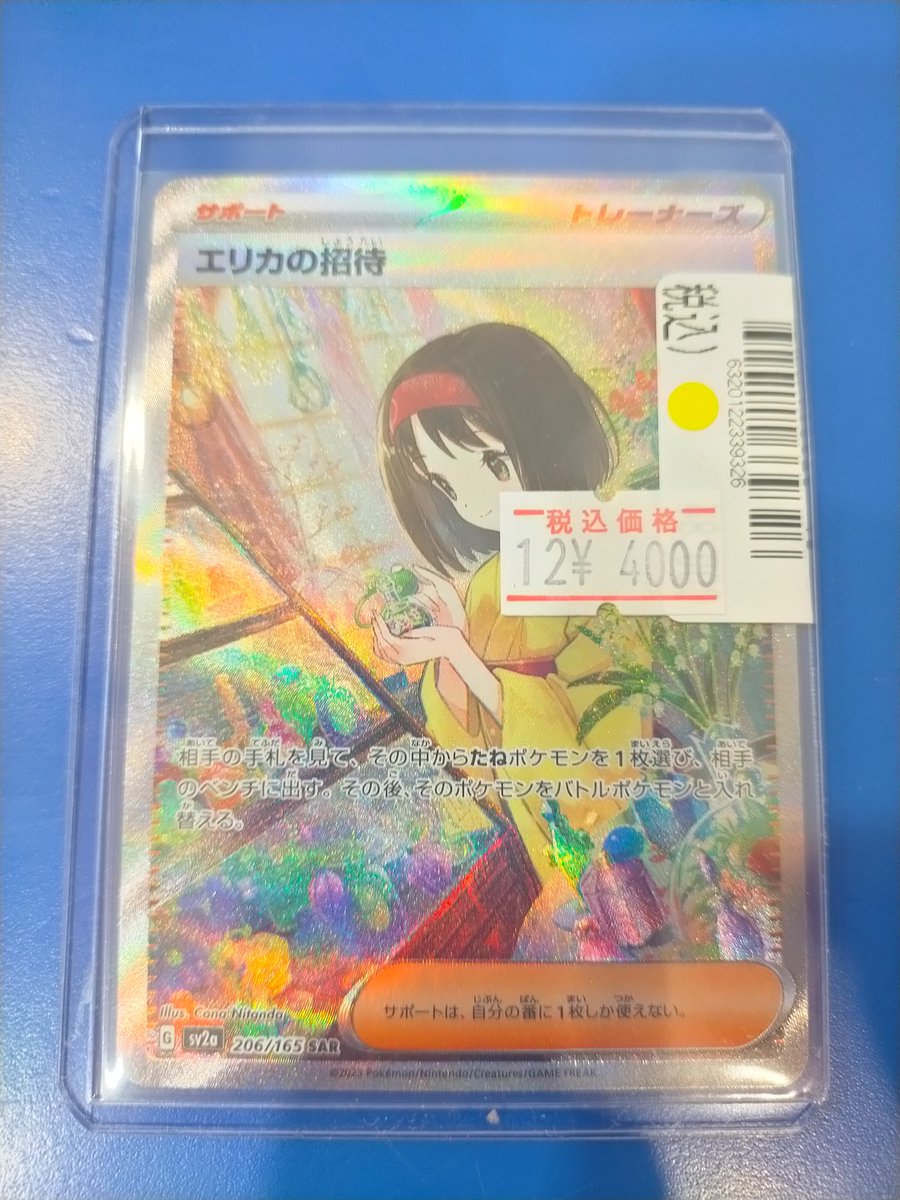 サポート
トレーナーズ
エリカの招待
しょうたい
税込)
6320122339326
税込価格
12¥ 4000
相手の手札を見て、その中からたねポケモンを1枚選び、相手
のベンチに出す。その後、そのポケモンをバトルポケモンと入れ
替える。
サポートは、自分の番に1枚しか使えない。
Illus. Cona Nitanda
G sv2a 206/165 SAR
©2023 Pokémon/Nintendo/Creatures/GAME FREAK